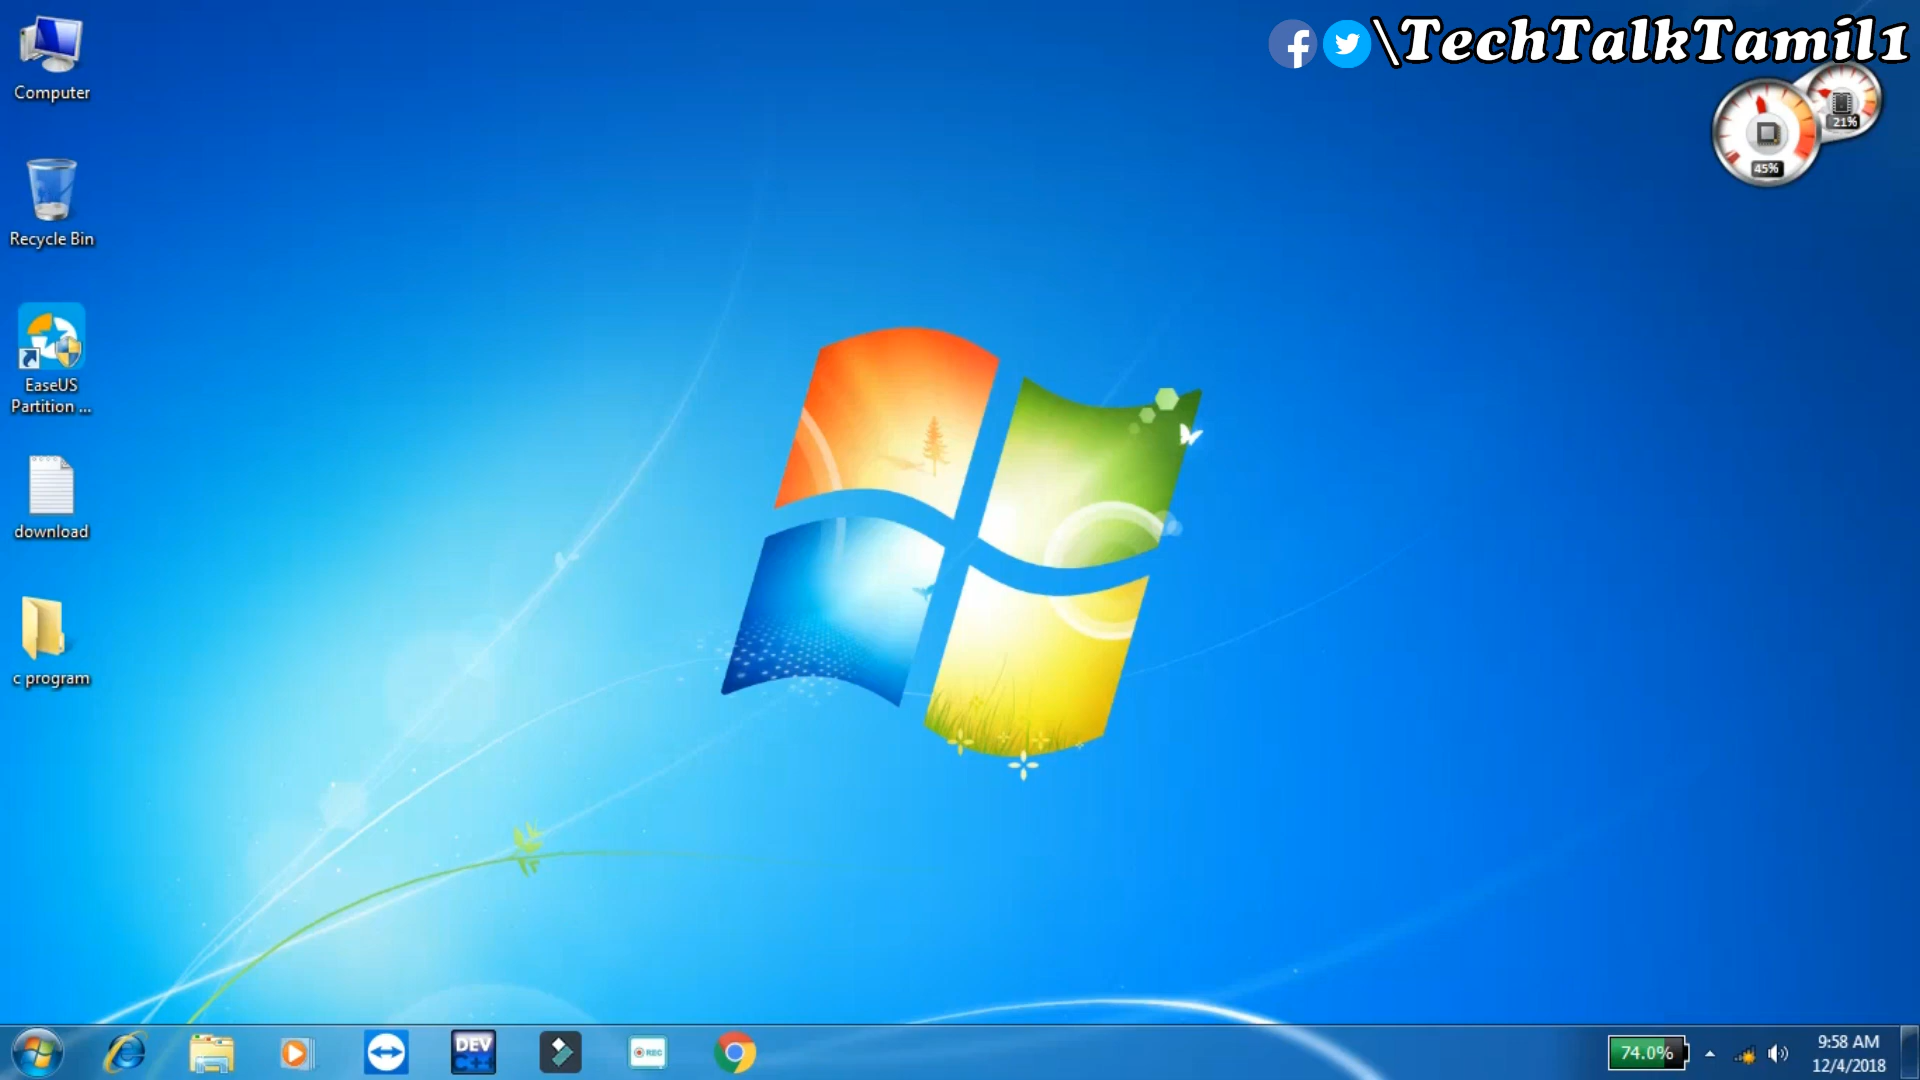 \TechTalkTamil1
Computer
21%
45%
Recycle Bin
EaseUS
Partition ...
download
c program
DEV
C++
REC
74.0%
9:58 AM
12/4/2018